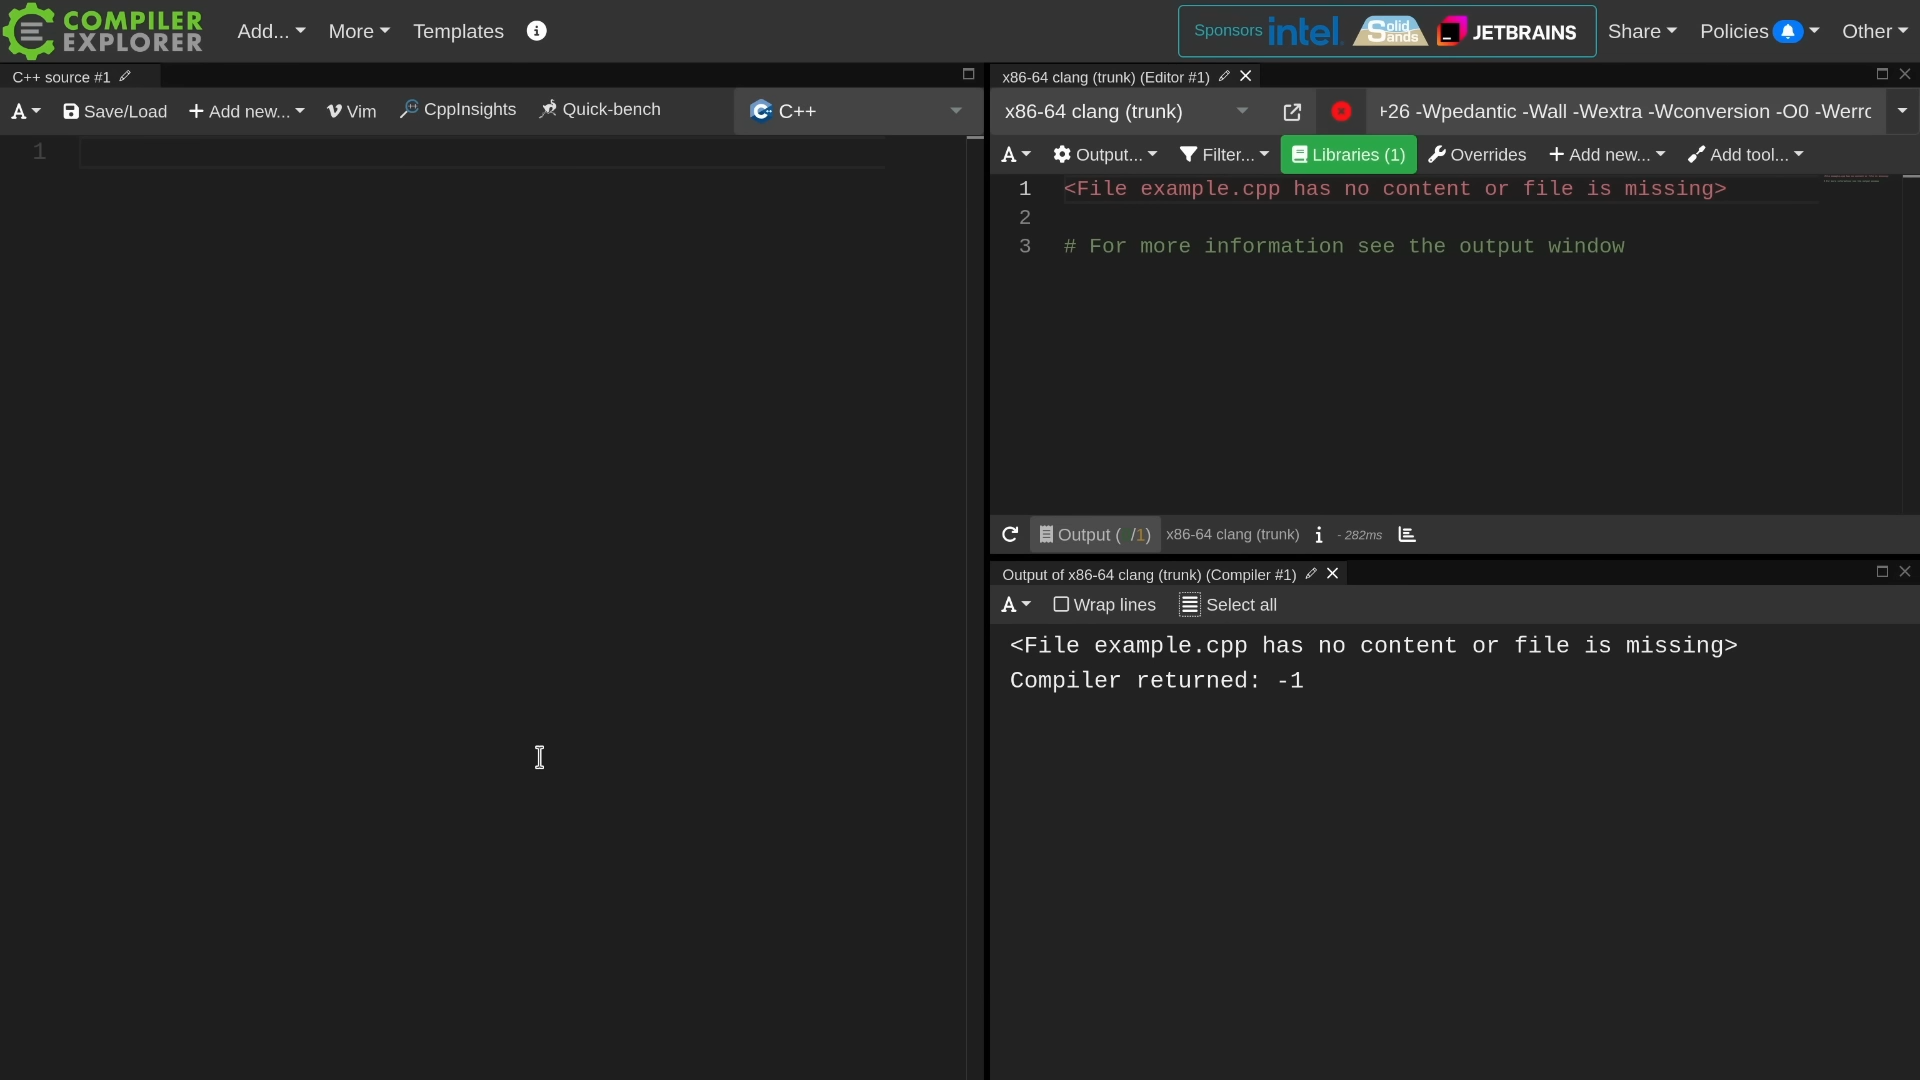 COMPILER
EXPLORER
Add...
More
Templates
Sponsors
intel
Solid
Sands
JETBRAINS
Share
Policies
Other
C++ source #1
Save/Load
Add new...
Vim
CppInsights
Quick-bench
C++
1
x86-64 clang (trunk) (Editor #1)
x86-64 clang (trunk)
+26 -Wpedantic -Wall -Wextra -Wconversion -O0 -Werro
A
Output...
Filter...
Libraries (1)
Overrides
Add new...
Add tool...
1 <File example.cpp has no content or file is missing>
2
3 # For more information see the output window
Output ( /1)
x86-64 clang (trunk)
- 282ms
Output of x86-64 clang (trunk) (Compiler #1)
A
Wrap lines
Select all
<File example.cpp has no content or file is missing>
Compiler returned: -1